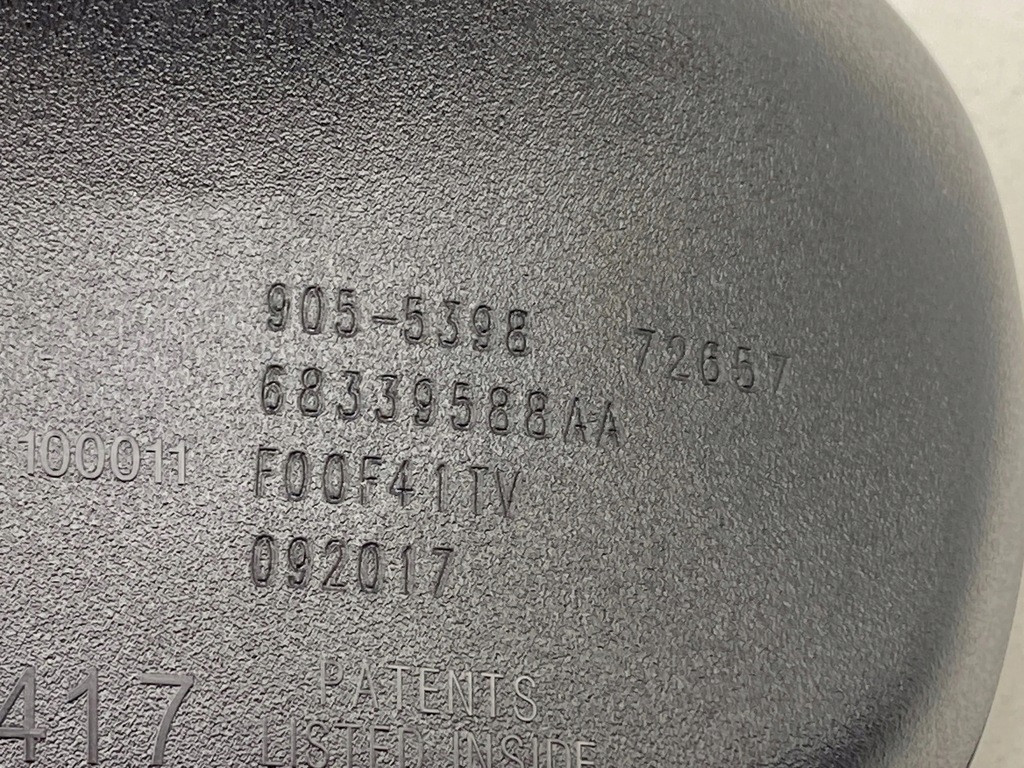 905-5398 72657
68339588AA
100011 F00F41TV
092017
417 PATENTS
LISTED INSIDE